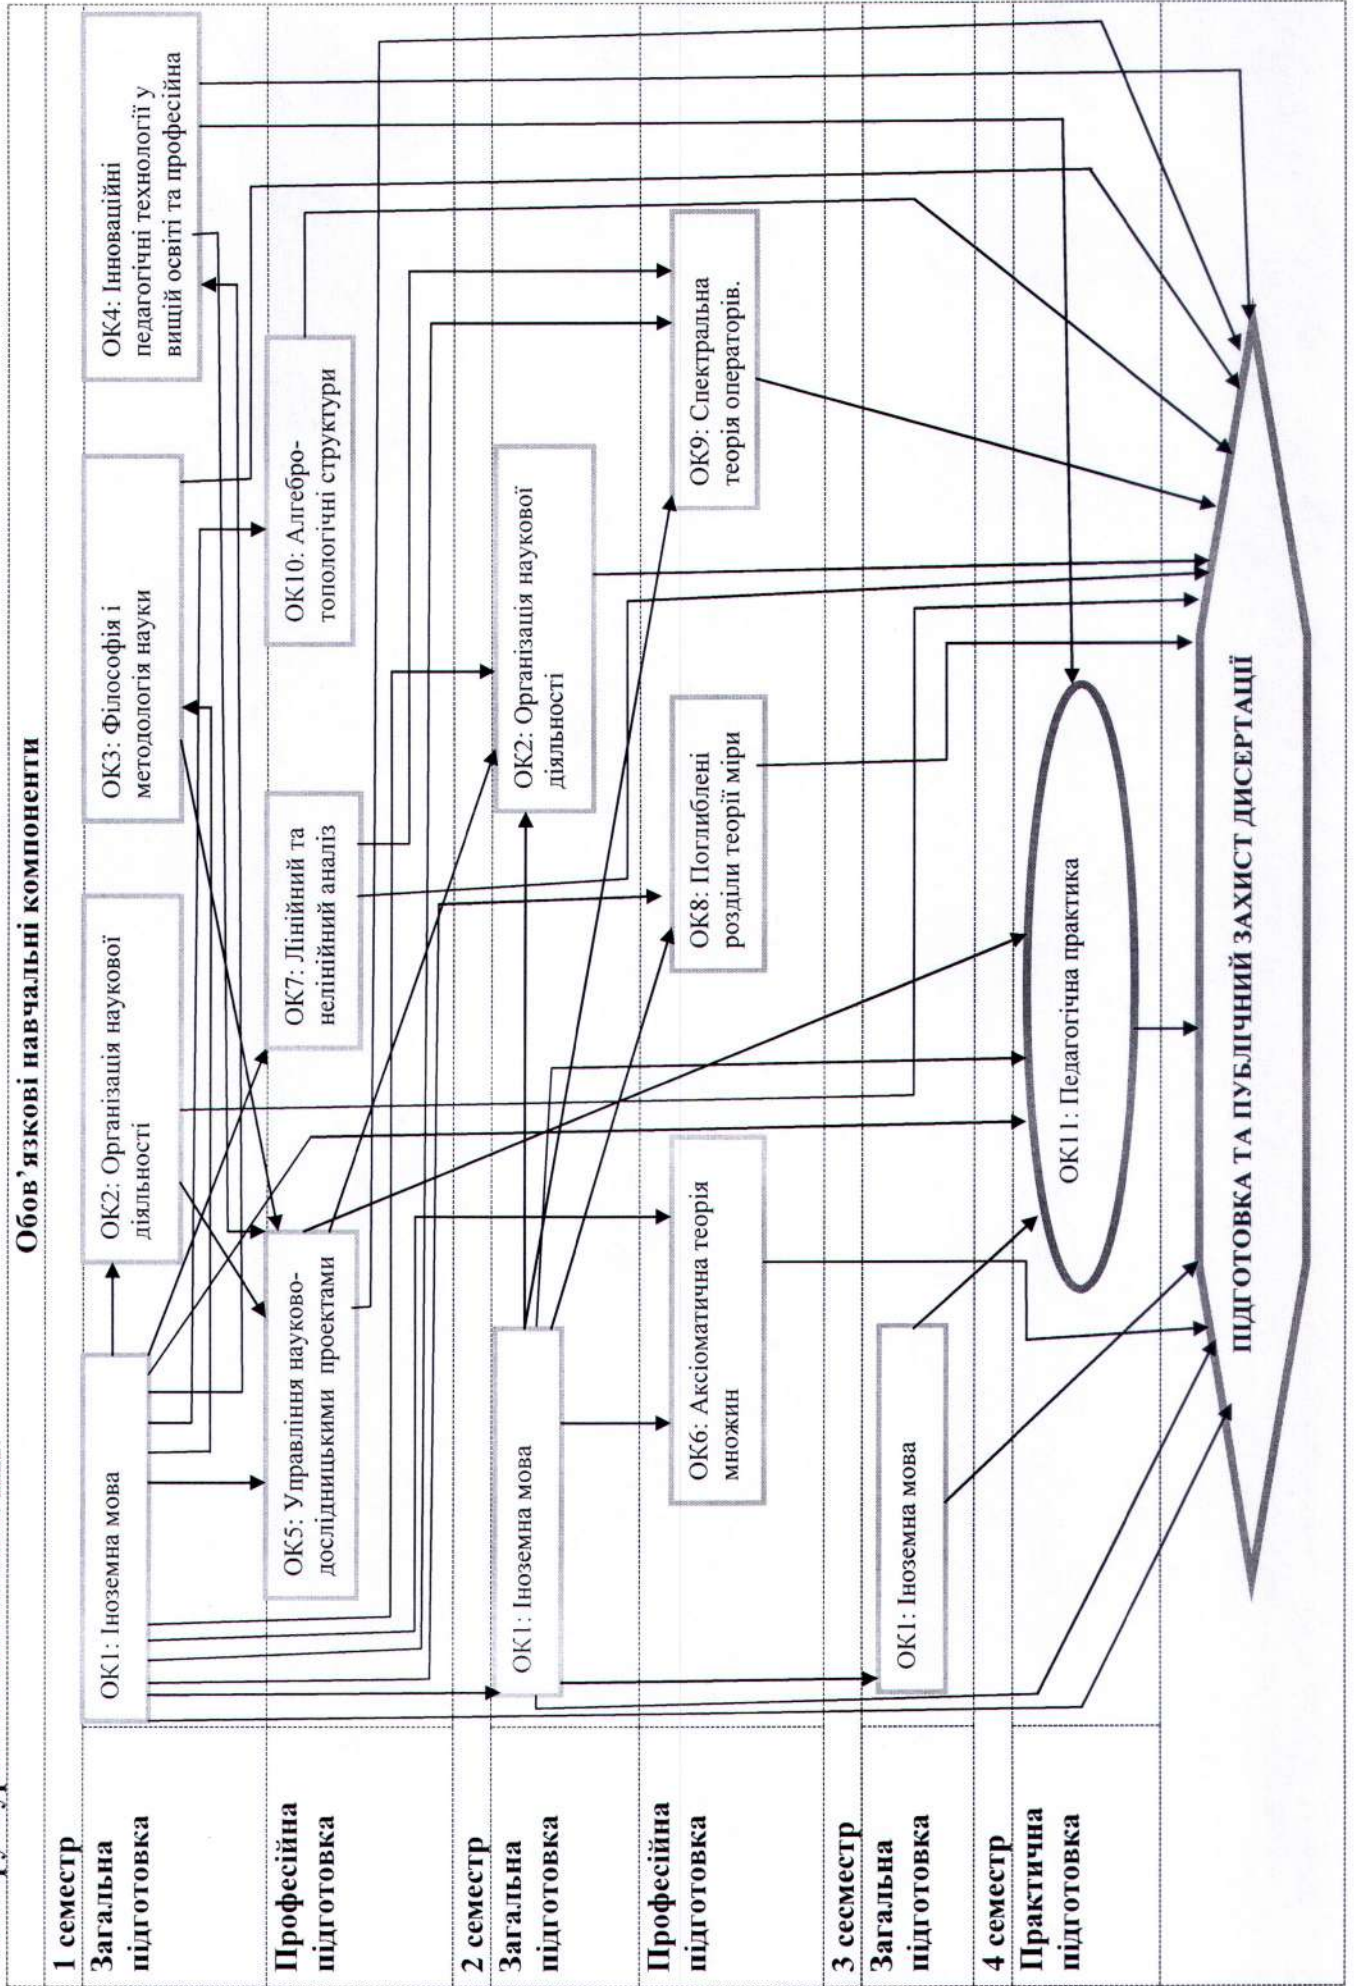 Обов’язкові навчальні компоненти
1 семестр
Загальна
підготовка
ОК1: Іноземна мова
ОК2: Організація наукової
діяльності
ОК3: Філософія і
методологія науки
ОК4: Інноваційні
педагогічні технології у
вищій освіті та професійна
Професійна
підготовка
ОК5: Управління науково-
дослідницькими проектами
ОК7: Лінійний та
нелінійний аналіз
ОК10: Алгебро-
топологічні структури
2 семестр
Загальна
підготовка
ОК1: Іноземна мова
ОК2: Організація наукової
діяльності
Професійна
підготовка
ОК6: Аксіоматична теорія
множин
ОК8: Поглиблені
розділи теорії міри
ОК9: Спектральна
теорія операторів.
3 сесместр
Загальна
підготовка
ОК1: Іноземна мова
4 семестр
Практична
підготовка
ОК11: Педагогічна практика
ПІДГОТОВКА ТА ПУБЛІЧНИЙ ЗАХИСТ ДИСЕРТАЦІЇ